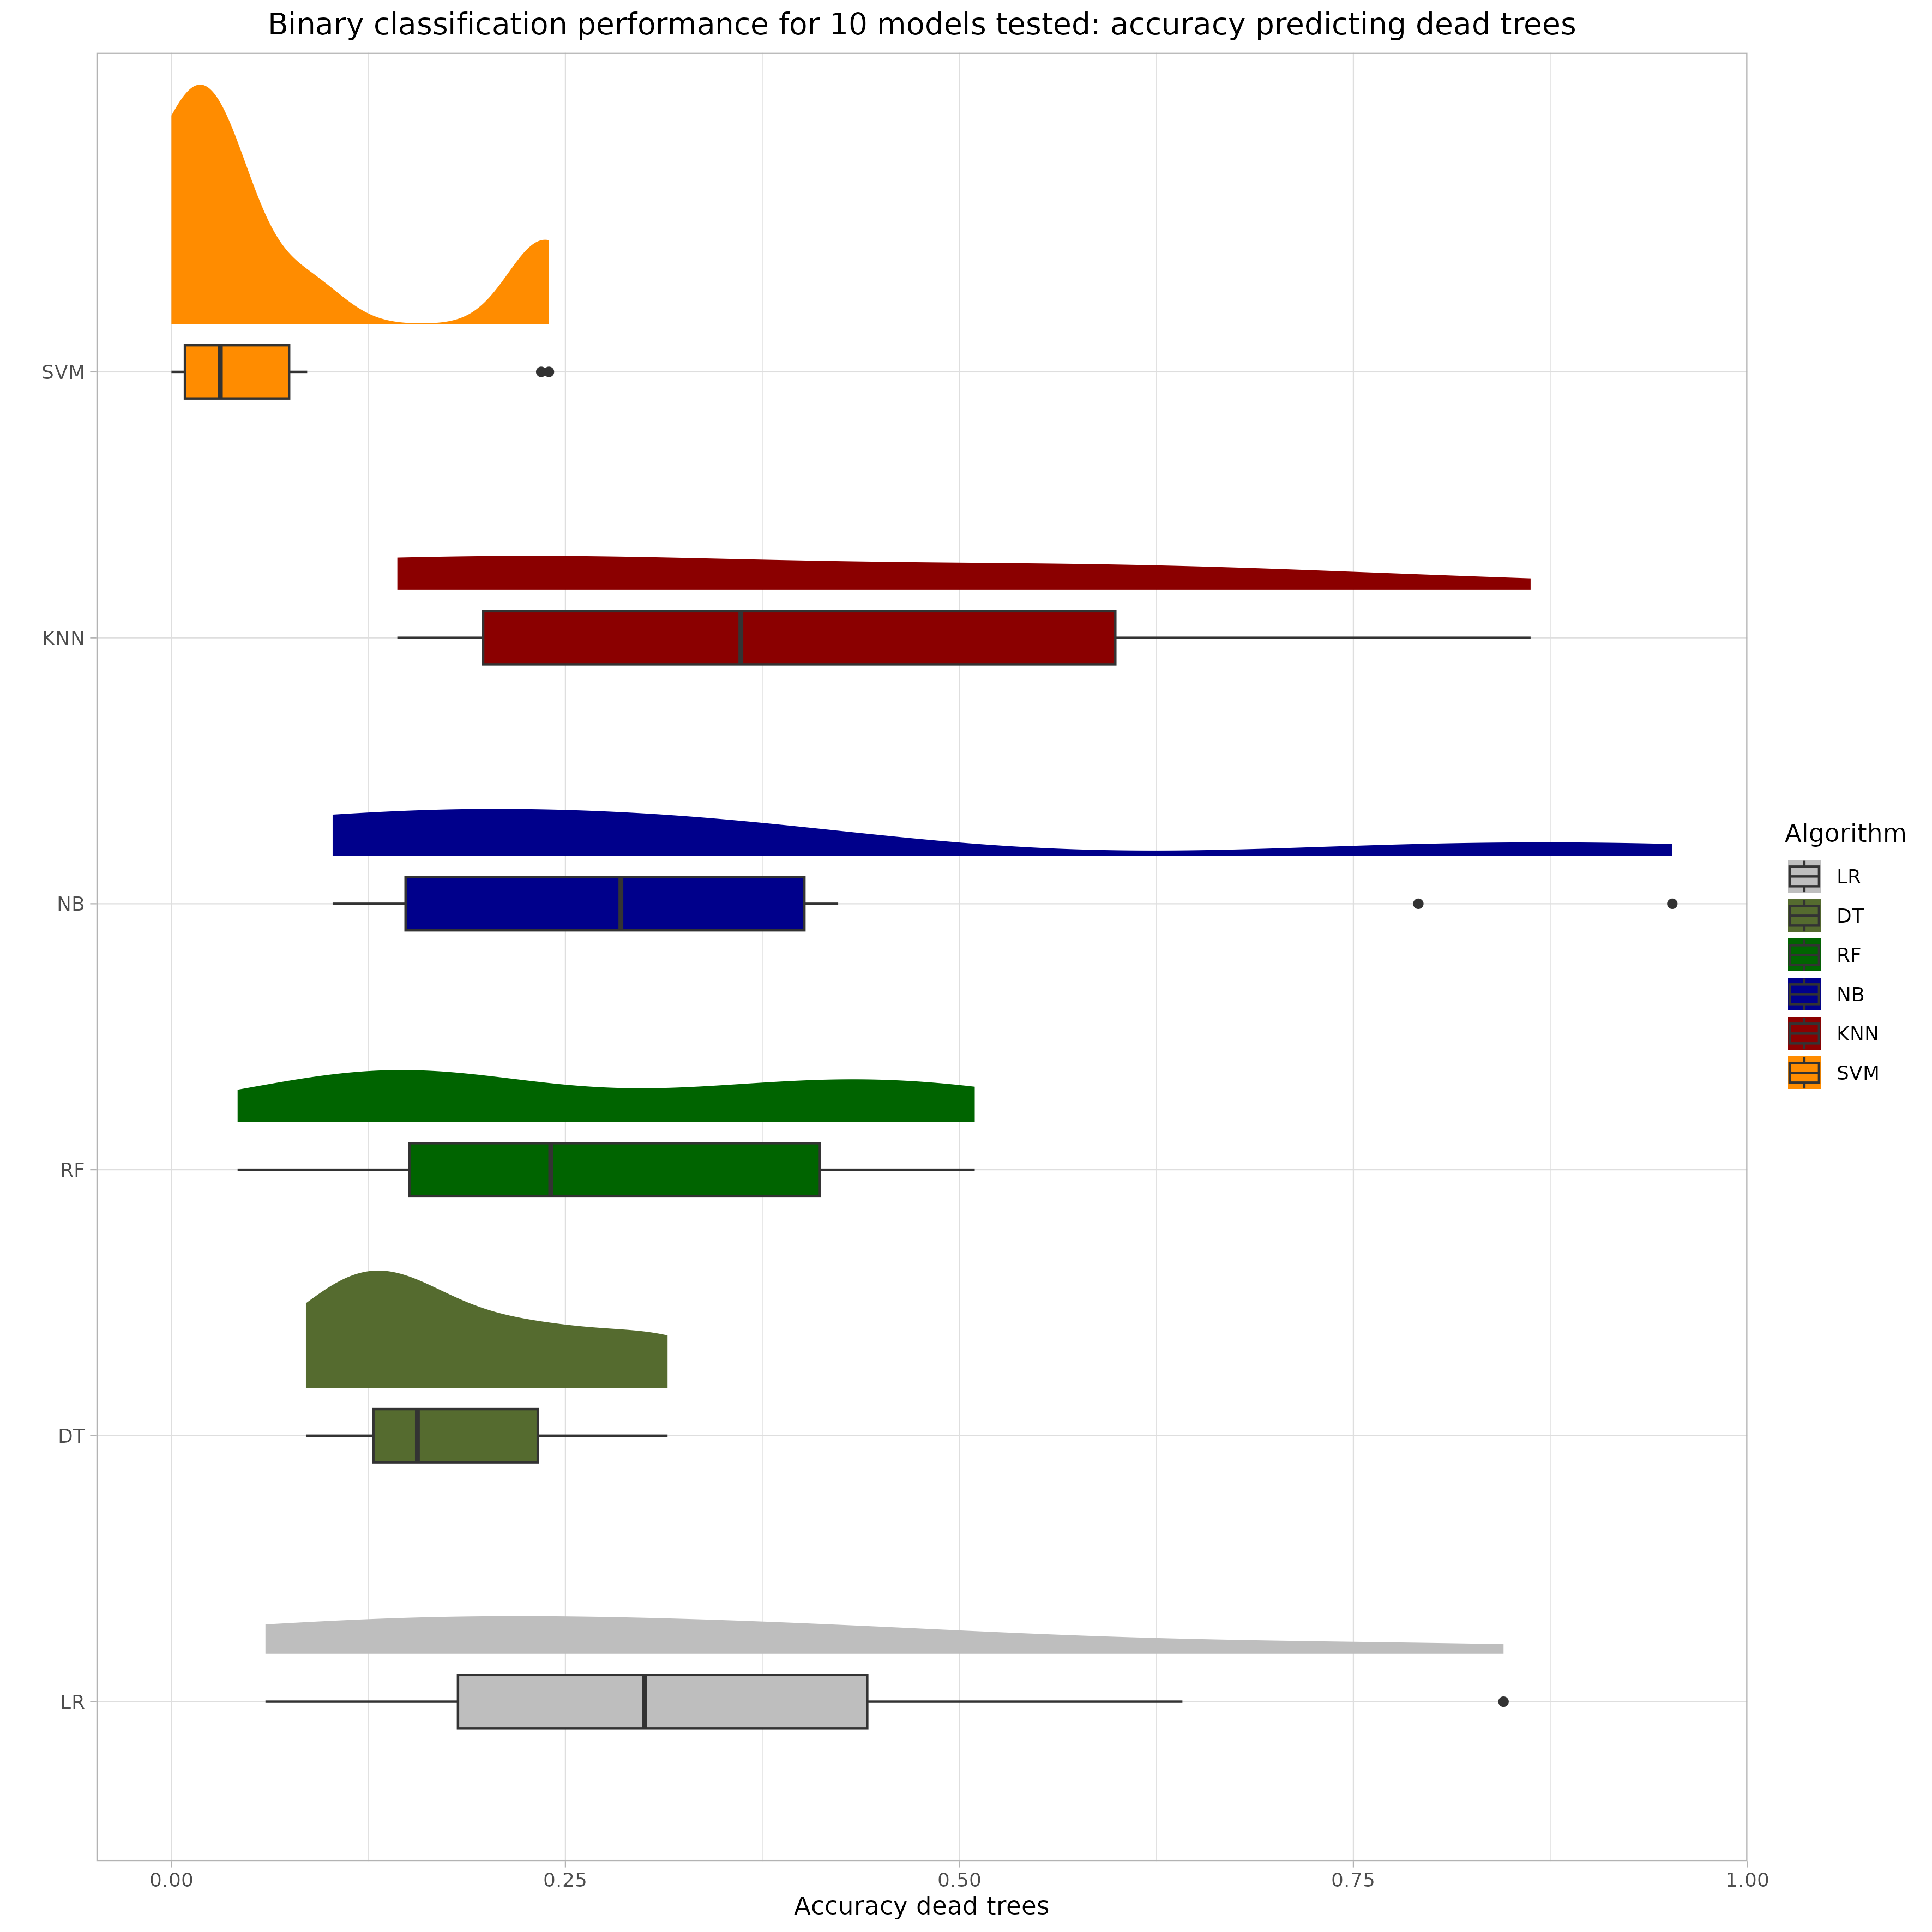 Binary classification performance for 10 models tested: accuracy predicting dead trees
SVM
KNN
NB
RF
DT
LR
0.00 0.25 0.50 0.75 1.00
Accuracy dead trees
Algorithm
LR
DT
RF
NB
KNN
SVM